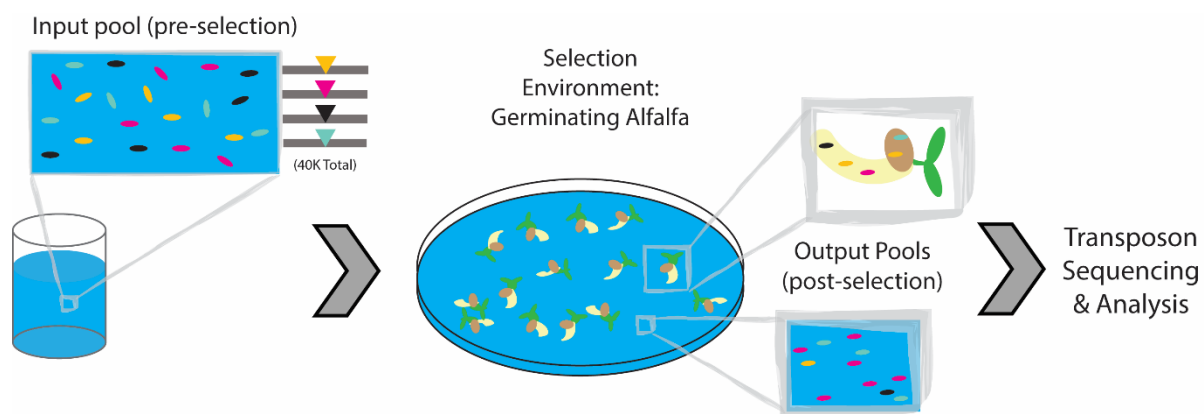 Input pool (pre-selection)
(40K Total)
Selection
Environment:
Germinating Alfalfa
Output Pools
(post-selection)
Transposon
Sequencing
& Analysis